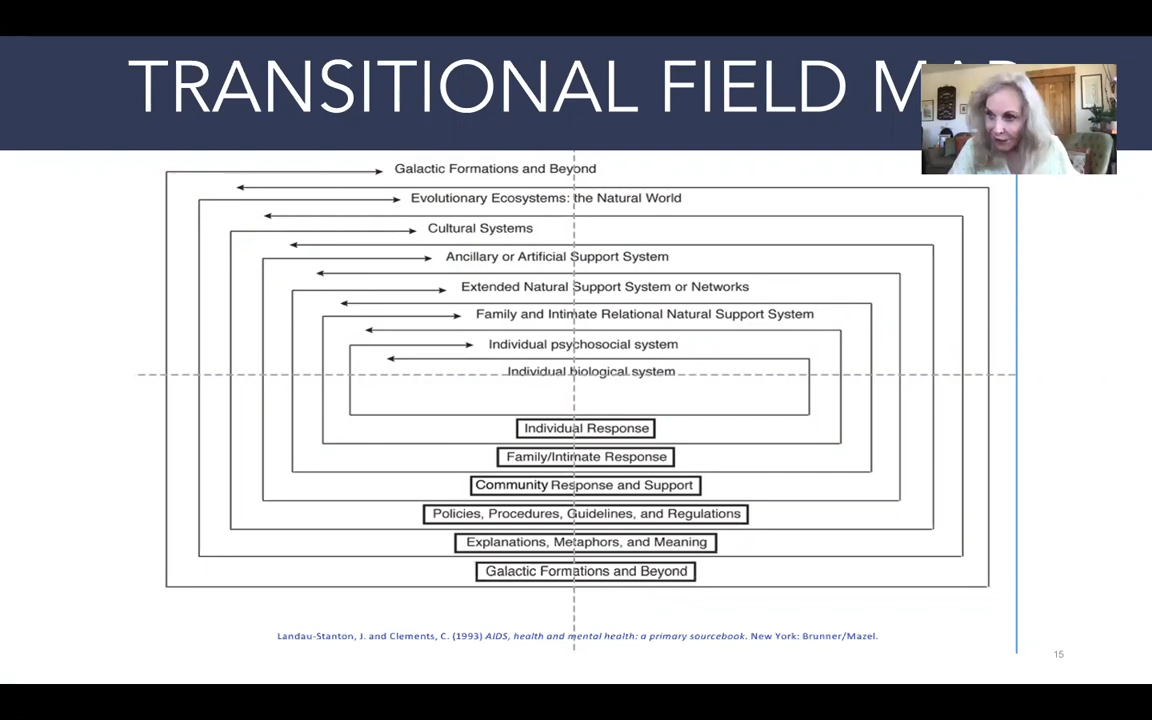 TRANSITIONAL FIELD MAP
Galactic Formations and Beyond
Evolutionary Ecosystems: the Natural World
Cultural Systems
Ancillary or Artificial Support System
Extended Natural Support System or Networks
Family and Intimate Relational Natural Support System
Individual psychosocial system
Individual biological system
Individual Response
Family/Intimate Response
Community Response and Support
Policies, Procedures, Guidelines, and Regulations
Explanations, Metaphors, and Meaning
Galactic Formations and Beyond
Landau-Stanton, J. and Clements, C. (1993) AIDS, health and mental health: a primary sourcebook. New York: Brunner/Mazel.
15